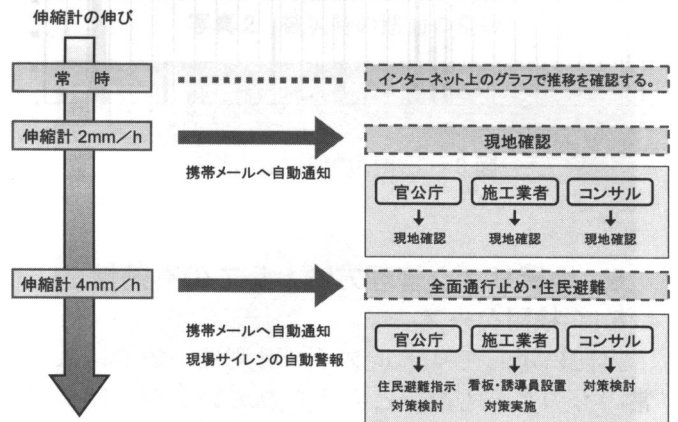 伸縮計の伸び
常 時
インターネット上のグラフで推移を確認する。
伸縮計 2mm／h
携帯メールへ自動通知
現地確認
官公庁 施工業者 コンサル
現地確認 現地確認 現地確認
伸縮計 4mm／h
携帯メールへ自動通知
現場サイレンの自動警報
全面通行止め・住民避難
官公庁 施工業者 コンサル
住民避難指示 看板・誘導員設置 対策検討
対策検討 対策実施